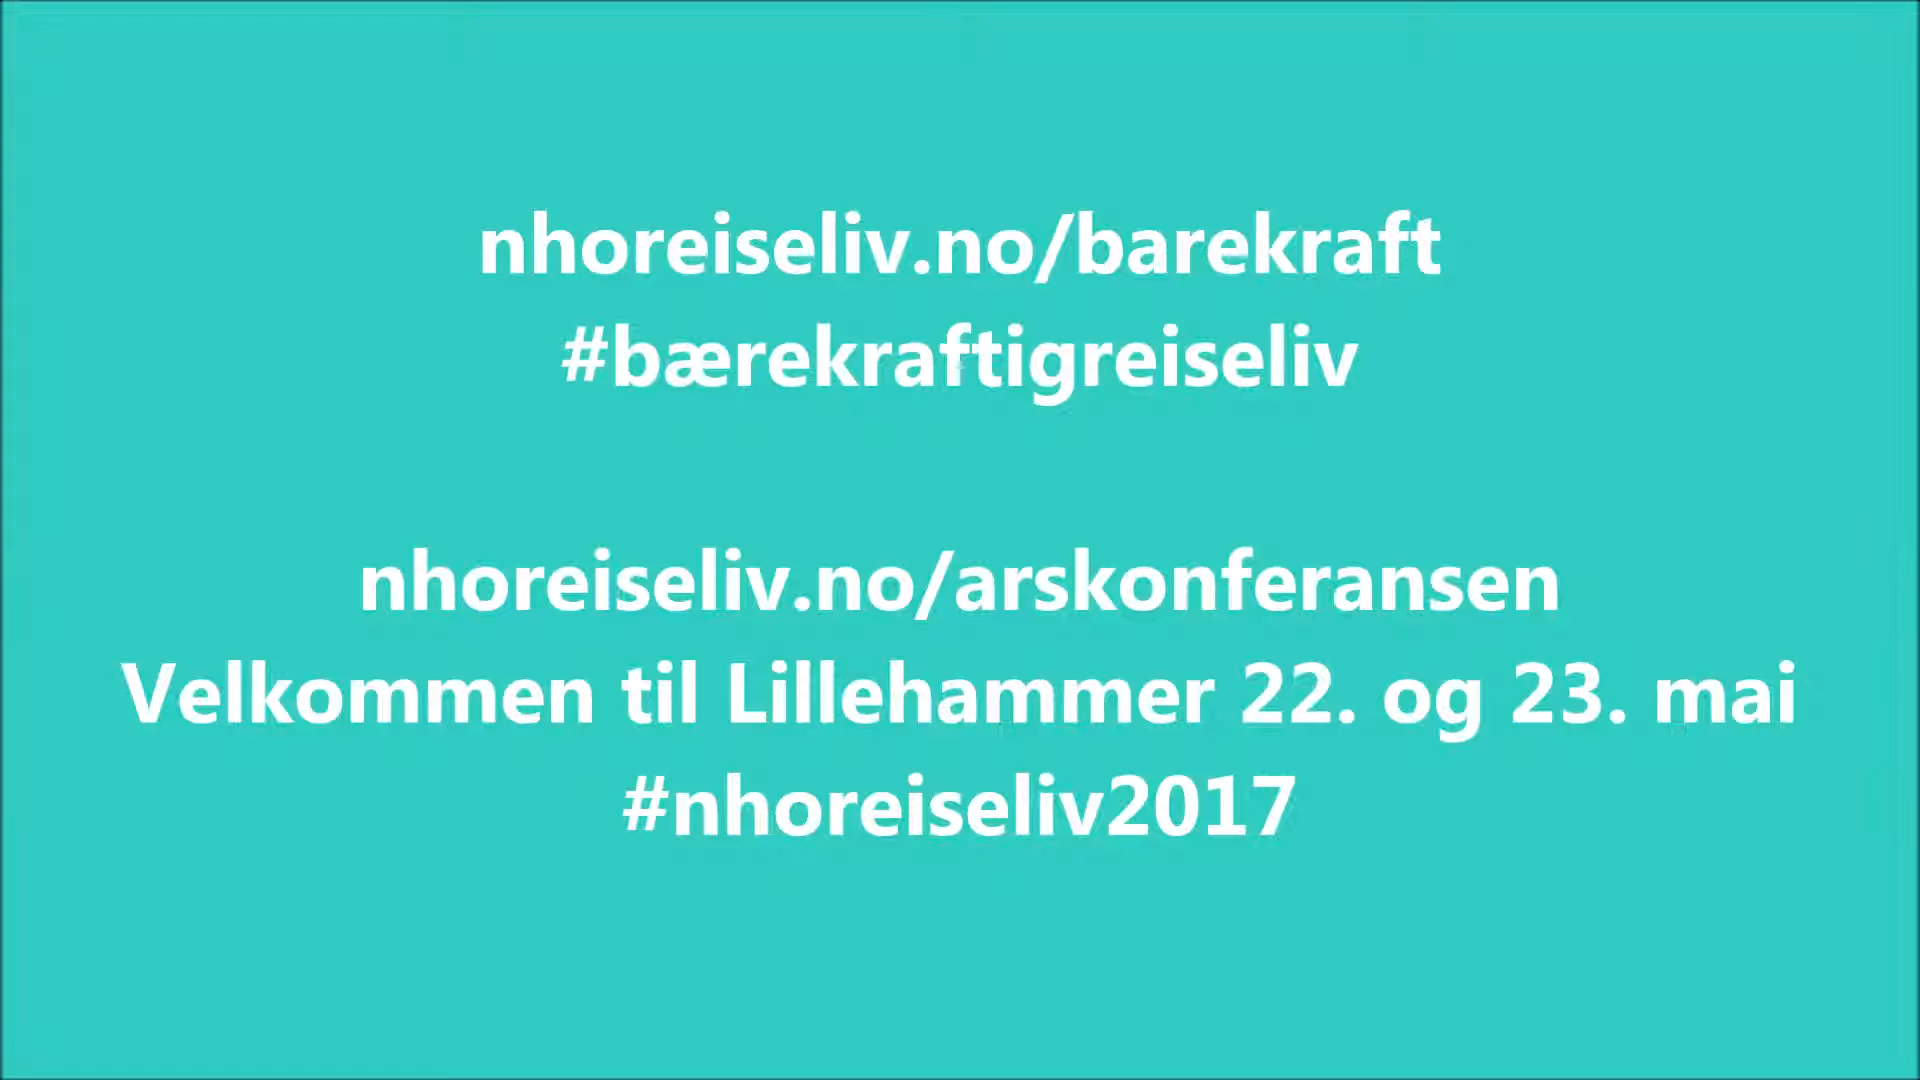 nhoreiseliv.no/barekraft
#bærekraftigreiseliv
nhoreiseliv.no/arskonferansen
Velkommen til Lillehammer 22. og 23. mai
#nhoreiseliv2017